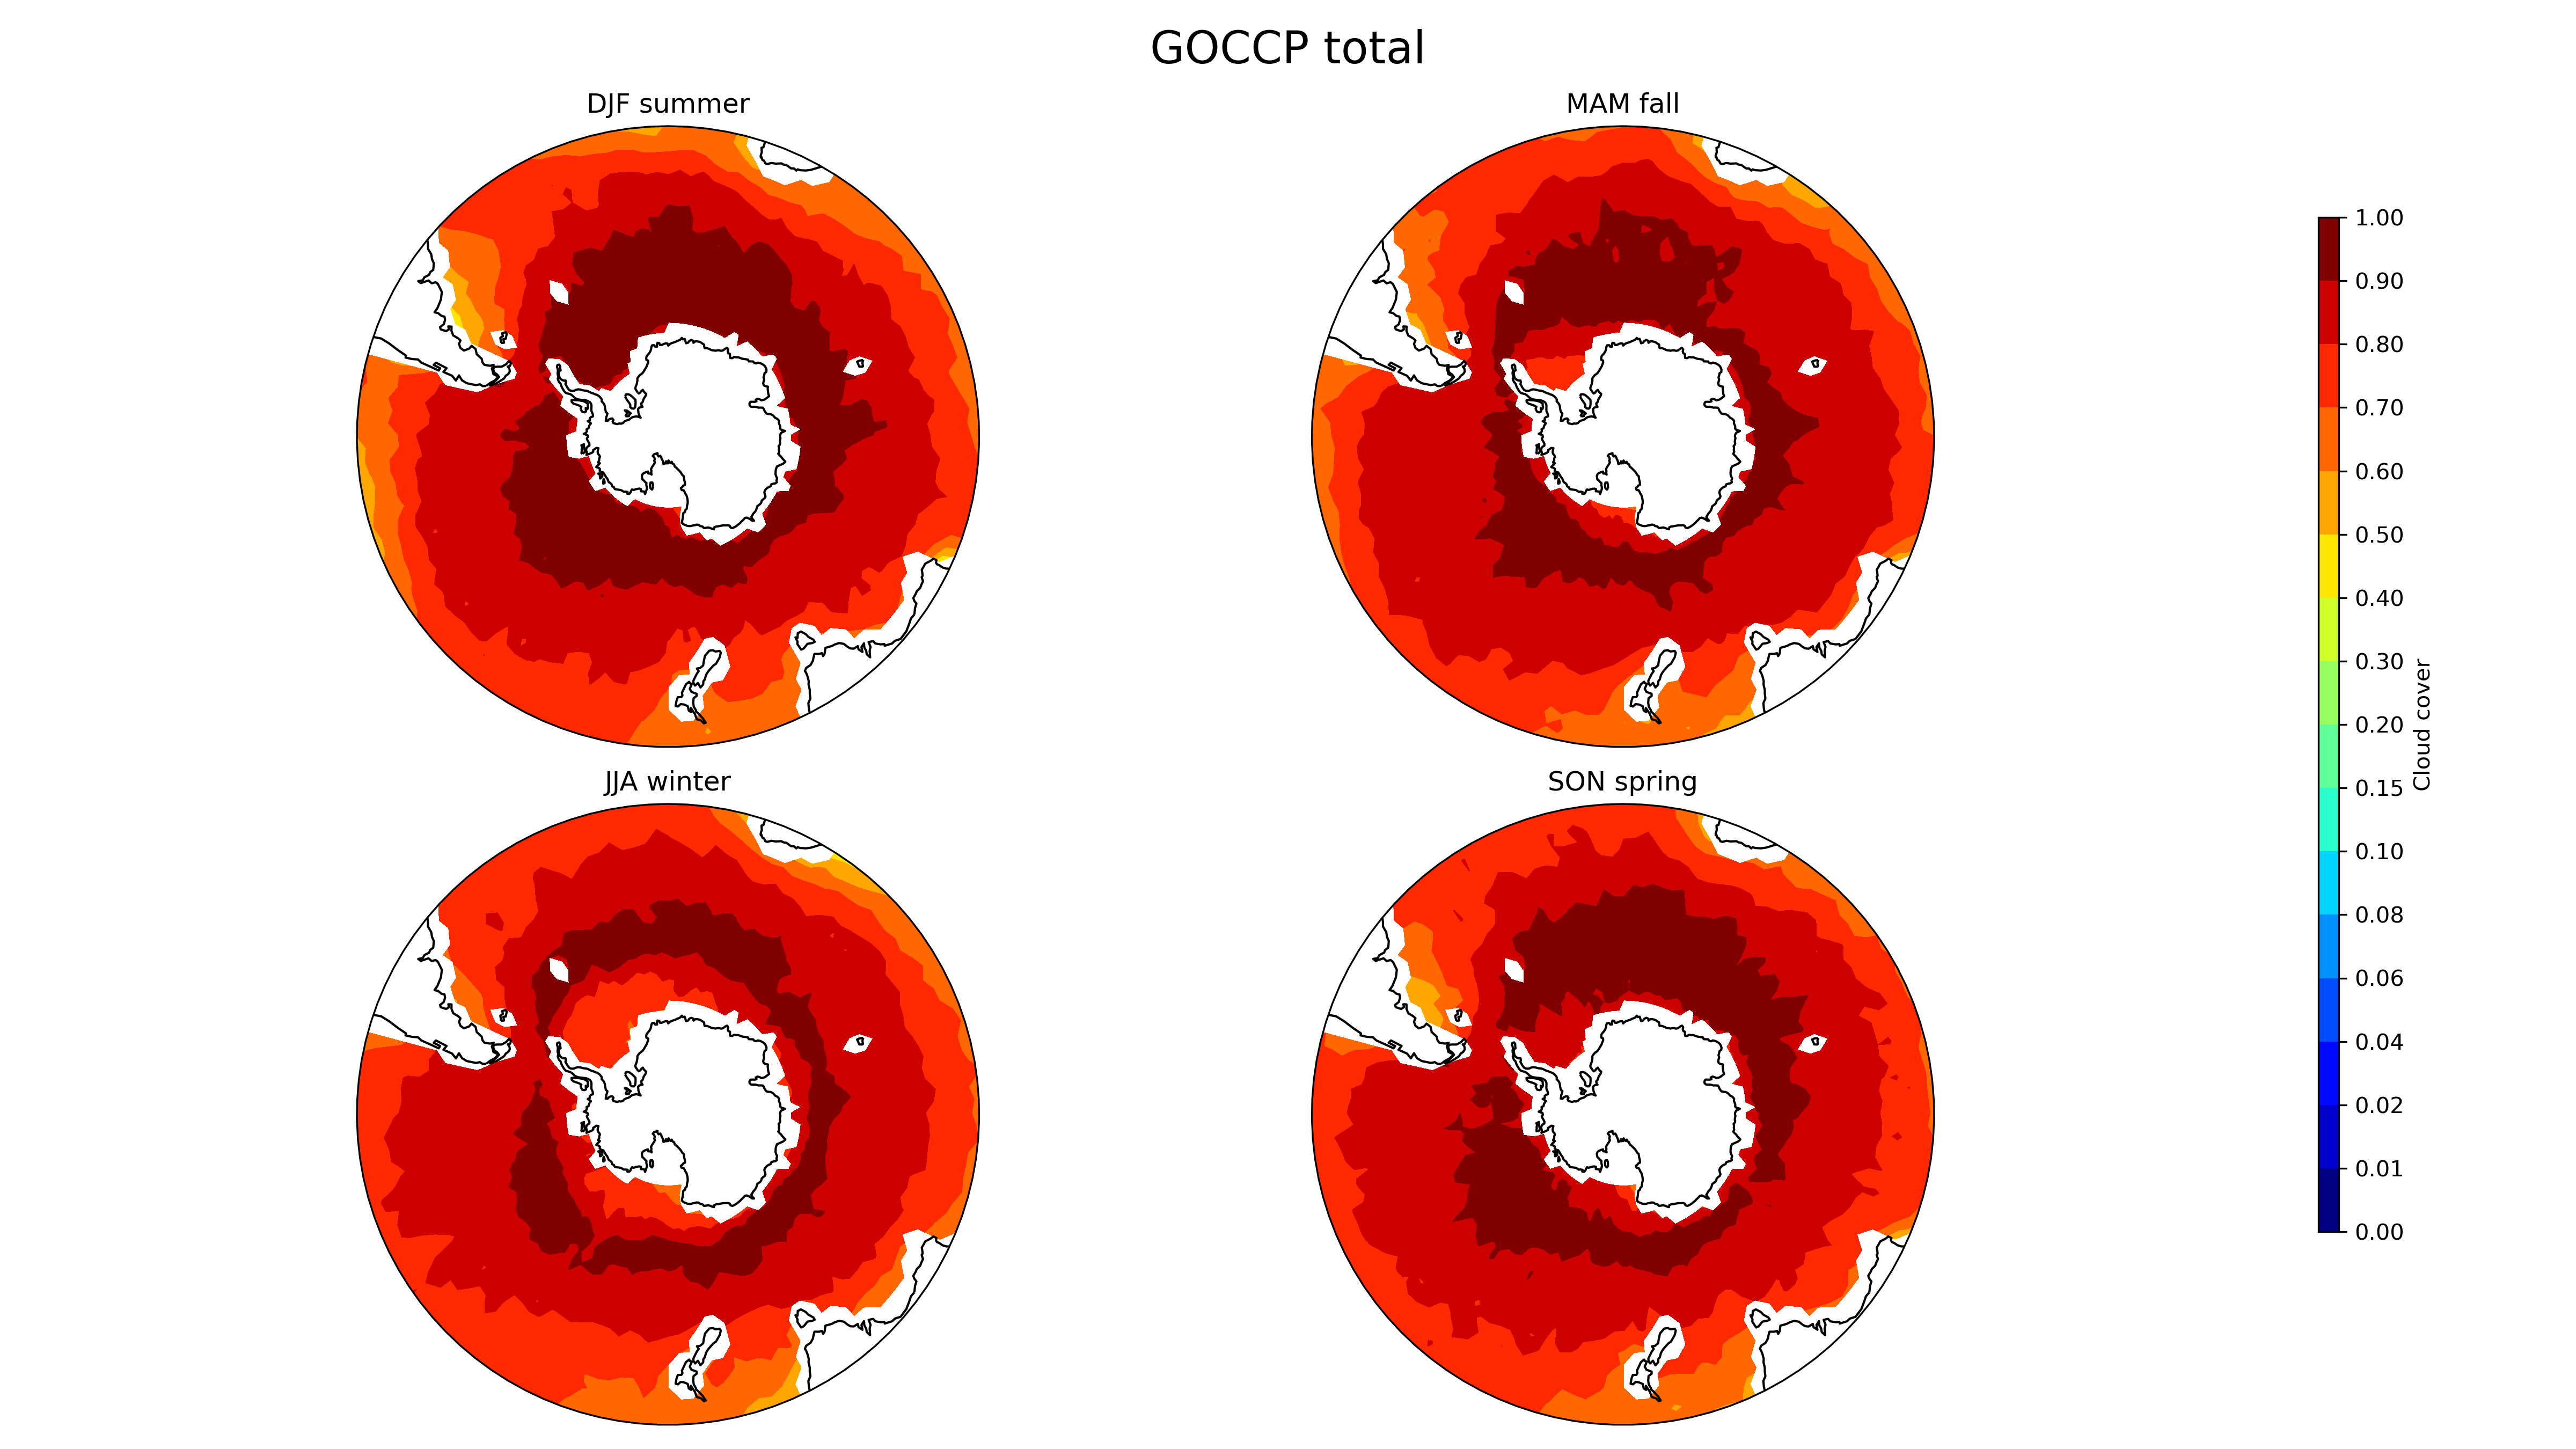 GOCCP total
DJF summer
MAM fall
JJA winter
SON spring
1.00
0.90
0.80
0.70
0.60
0.50
0.40
0.30
0.20
0.15
0.10
0.08
0.06
0.04
0.02
0.01
0.00
Cloud cover